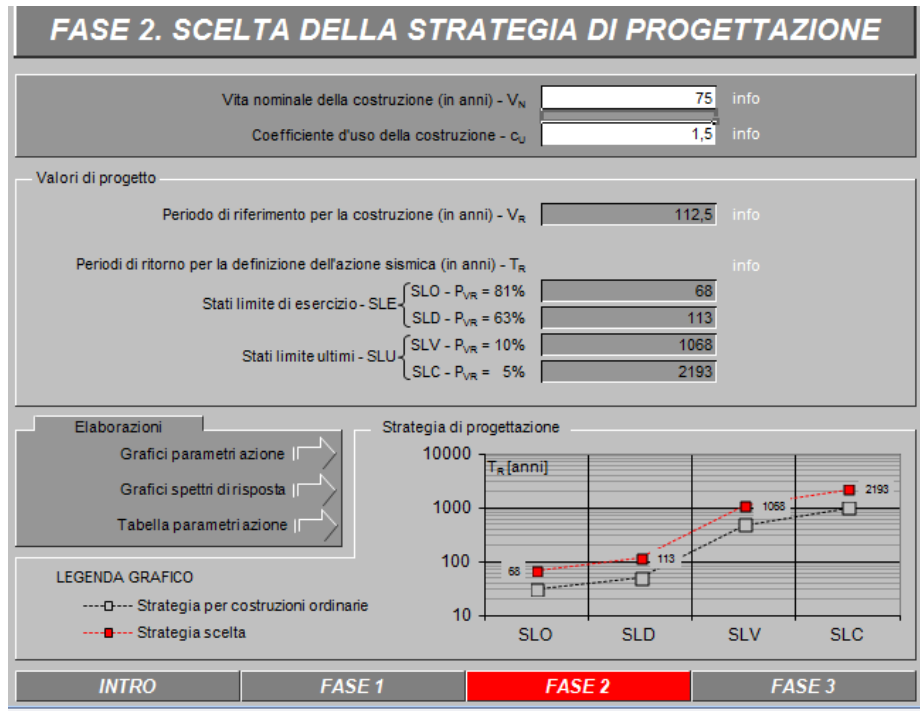 FASE 2. SCELTA DELLA STRATEGIA DI PROGETTAZIONE
Vita nominale della costruzione (in anni) - VN 75 info
Coefficiente d'uso della costruzione - cU 1,5 info
Valori di progetto
Periodo di riferimento per la costruzione (in anni) - VR 112,5 info
Periodi di ritorno per la definizione dell'azione sismica (in anni) - TR info
Stati limite di esercizio - SLE
SLO - PVR = 81% 68
SLD - PVR = 63% 113
Stati limite ultimi - SLU
SLV - PVR = 10% 1068
SLC - PVR = 5% 2193
Elaborazioni
Grafici parametri azione
Grafici spettri di risposta
Tabella parametri azione
Strategia di progettazione
TR [anni]
10000
1000
100
10
68
113
1068
2193
SLO SLD SLV SLC
LEGENDA GRAFICO
Strategia per costruzioni ordinarie
Strategia scelta
INTRO FASE 1 FASE 2 FASE 3